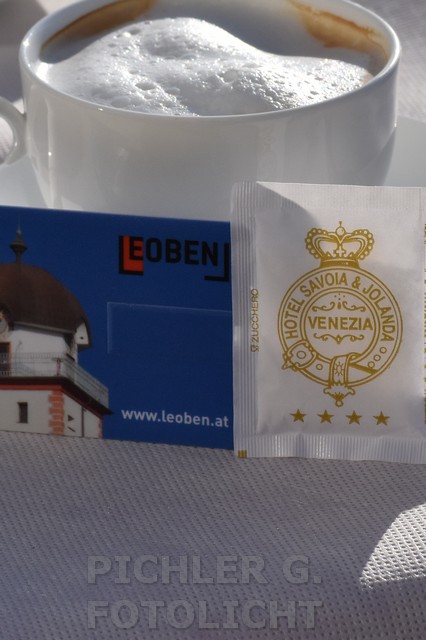 LEOBEN
www.leoben.at
ZUCCHERO
HOTEL SAVOIA & JOLANDA
VENEZIA
PICHLER G.
FOTOLICHT